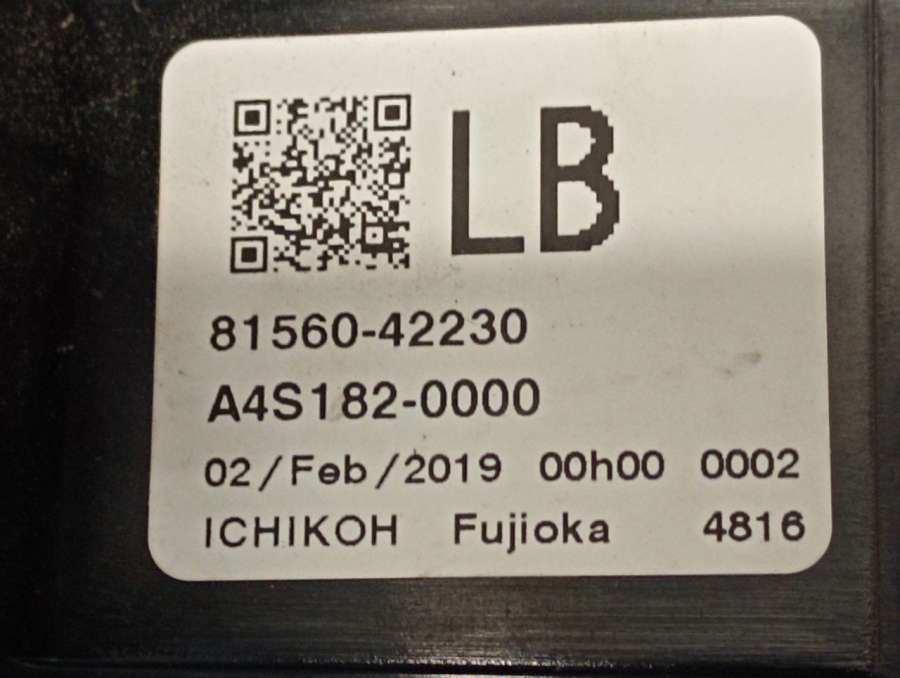 LB
81560-42230
A4S182-0000
02/Feb/2019 00h00 0002
ICHIKOH Fujioka 4816